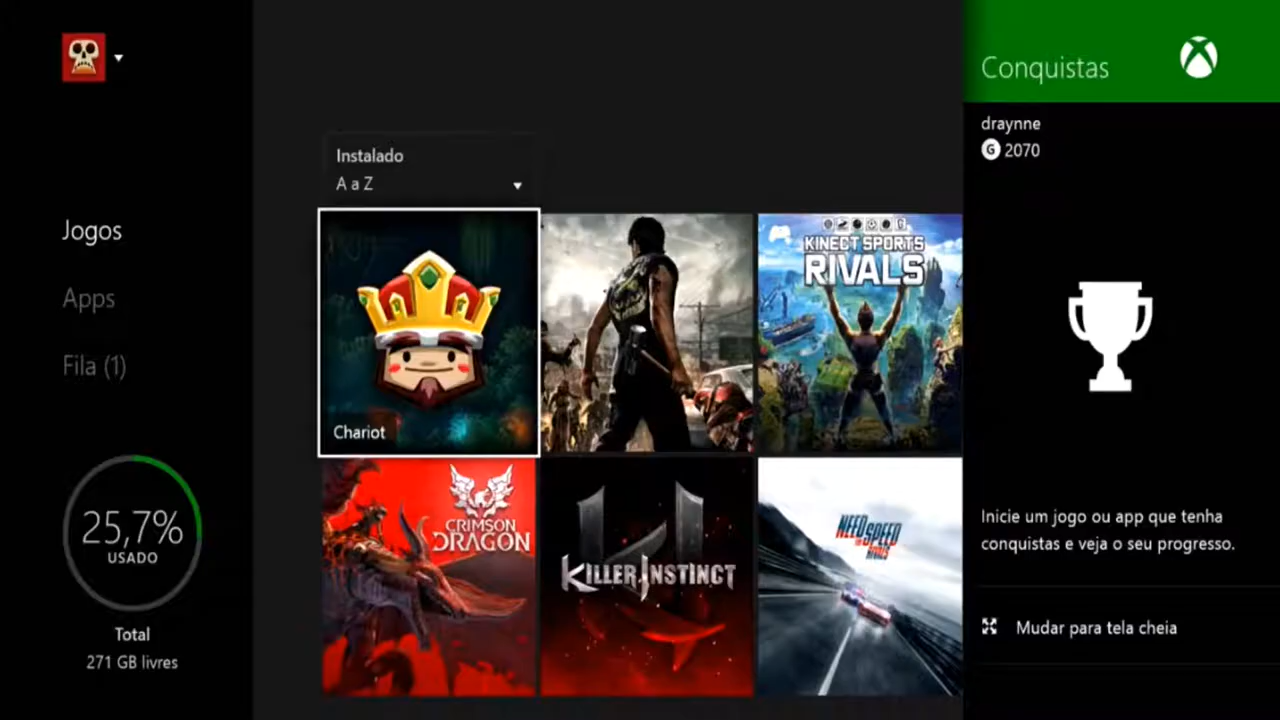 Jogos
Apps
Fila (1)
25,7%
USADO
Total
271 GB livres
Instalado
A a Z
Chariot
KINECT SPORTS
RIVALS
CRIMSON
DRAGON
KILLER INSTINCT
NEED FOR SPEED
RIVALS
Conquistas
draynne
G 2070
Inicie um jogo ou app que tenha
conquistas e veja o seu progresso.
Mudar para tela cheia